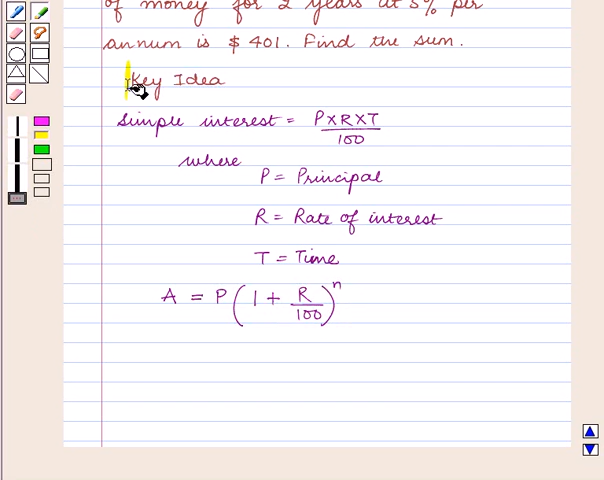 of money for 2 years at 5% per
annum is $ 401. Find the sum.
Key Idea
Simple interest = P×R×T/100
where
P = Principal
R = Rate of interest
T = Time
A = P(1 + R/100)^n